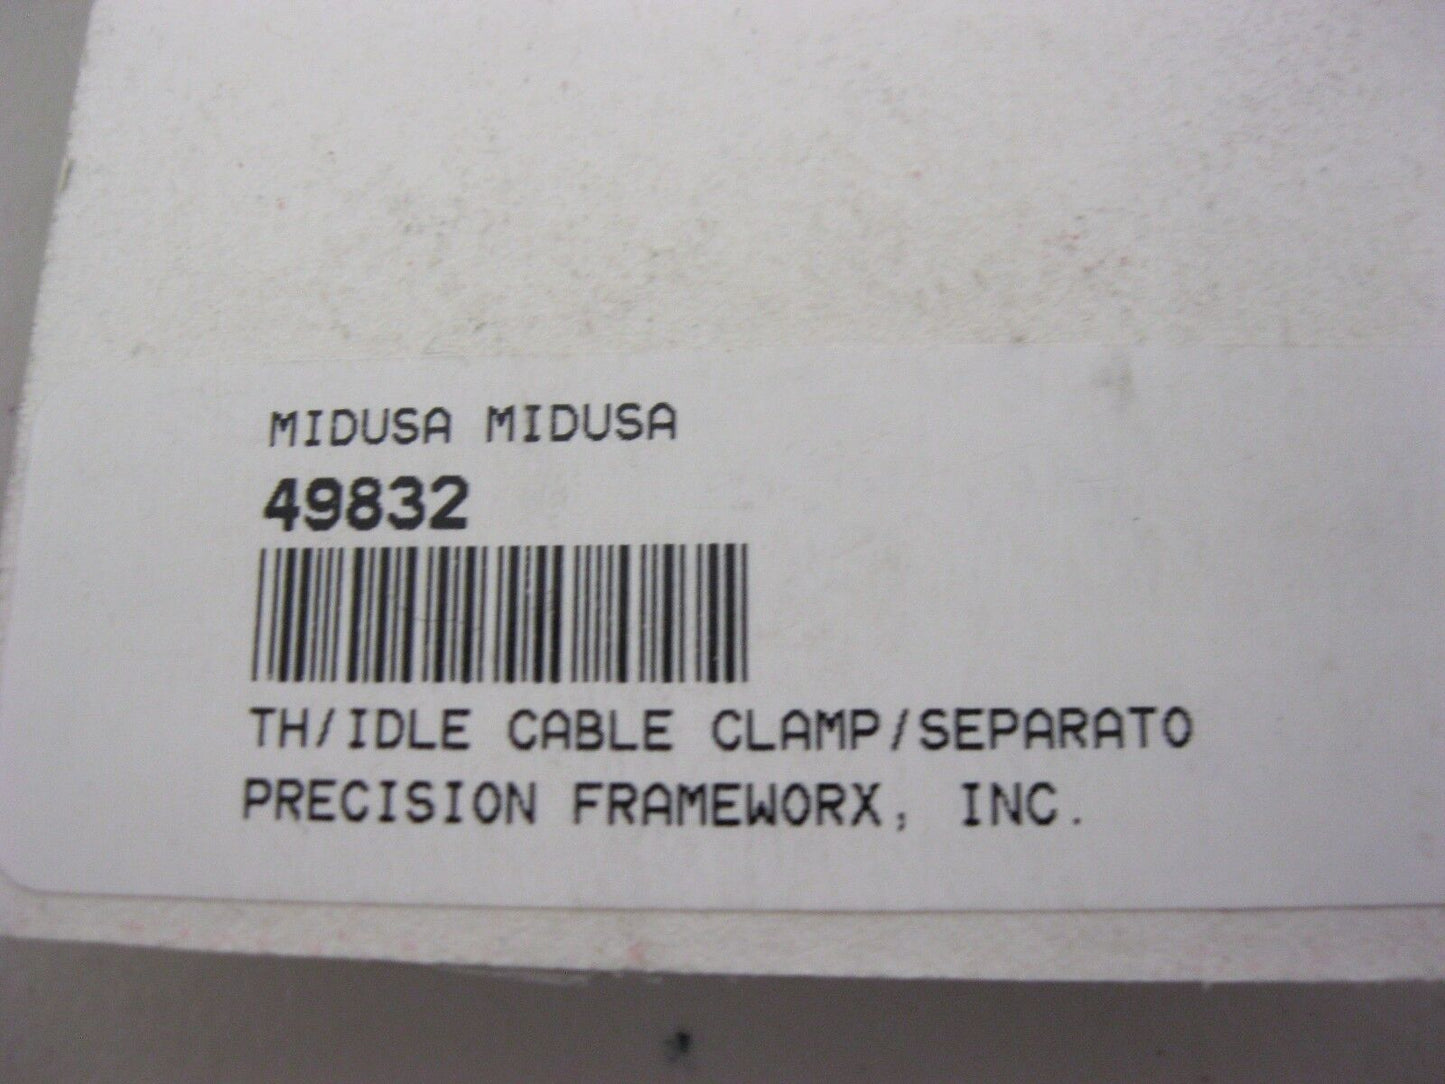 MIDUSA MIDUSA
49832
TH/IDLE CABLE CLAMP/SEPARATO
PRECISION FRAMEWORX, INC.